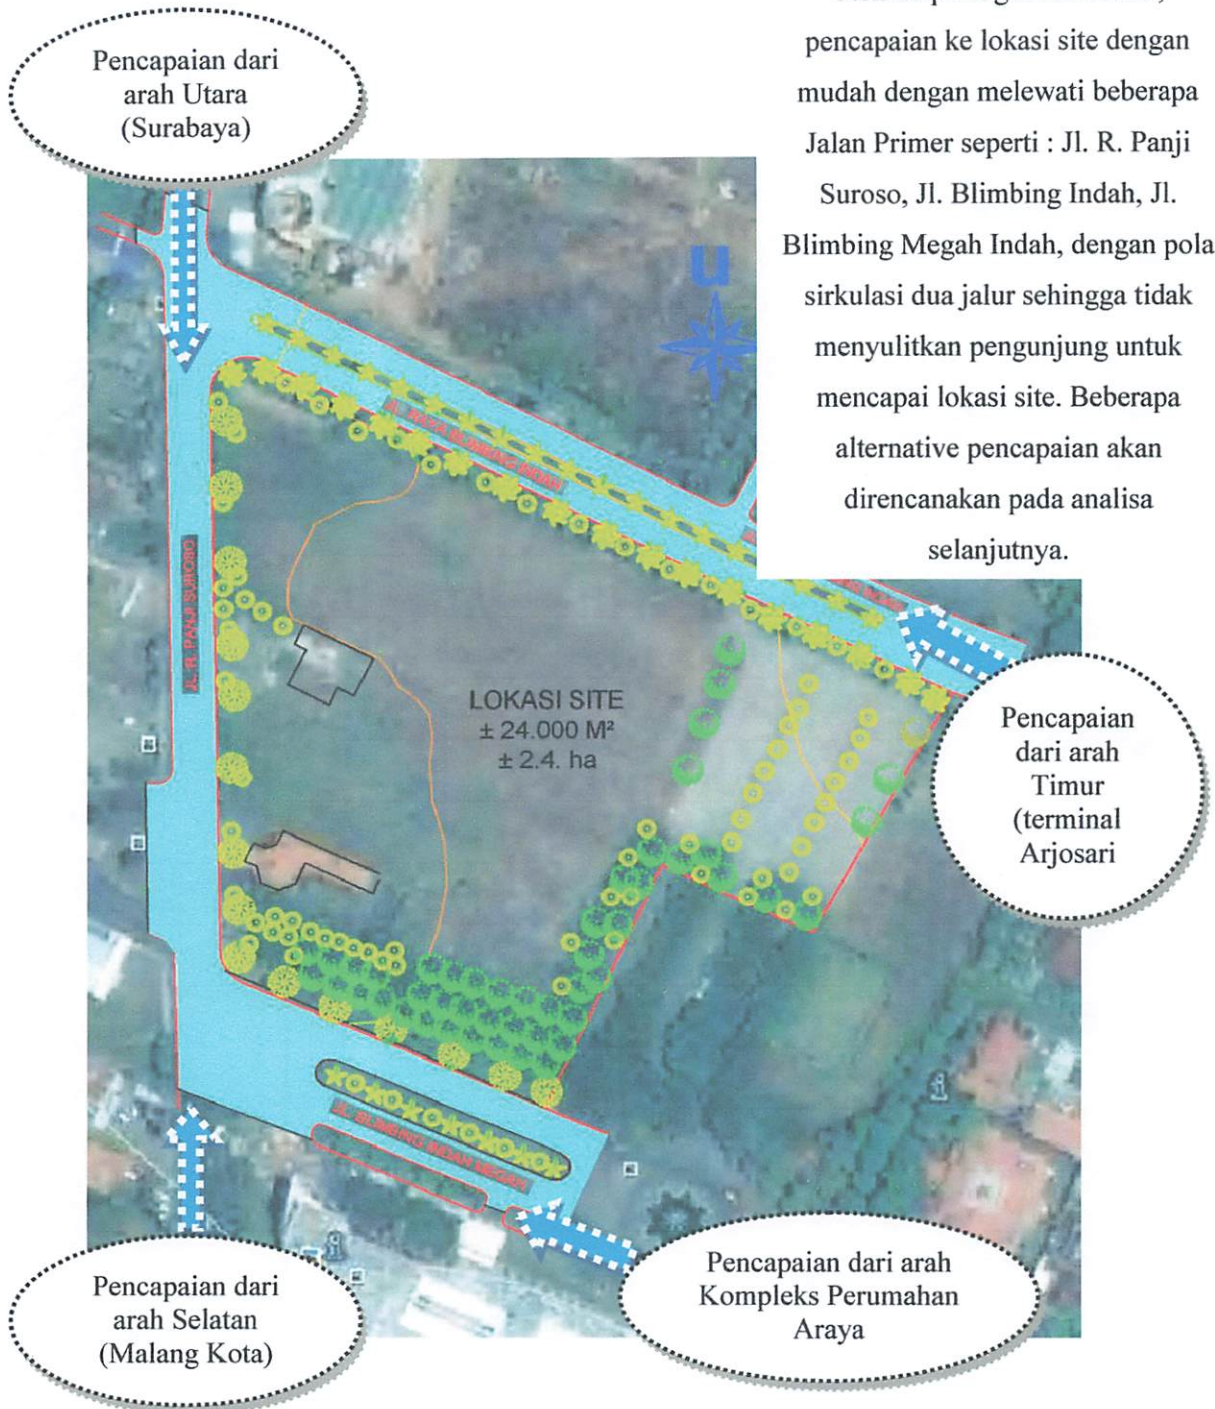 pencapaian ke lokasi site dengan
mudah dengan melewati beberapa
Jalan Primer seperti : Jl. R. Panji
Suroso, Jl. Blimbing Indah, Jl.
Blimbing Megah Indah, dengan pola
sirkulasi dua jalur sehingga tidak
menyulitkan pengunjung untuk
mencapai lokasi site. Beberapa
alternative pencapaian akan
direncanakan pada analisa
selanjutnya.
Pencapaian dari
arah Utara
(Surabaya)
u
JL. RAYA BLIMBING INDAH
JL. R. PANJI SUROSO
LOKASI SITE
± 24.000 M²
± 2.4. ha
Pencapaian
dari arah
Timur
(terminal
Arjosari
JL. BLIMBING INDAH MEGAH
Pencapaian dari
arah Selatan
(Malang Kota)
Pencapaian dari arah
Kompleks Perumahan
Araya